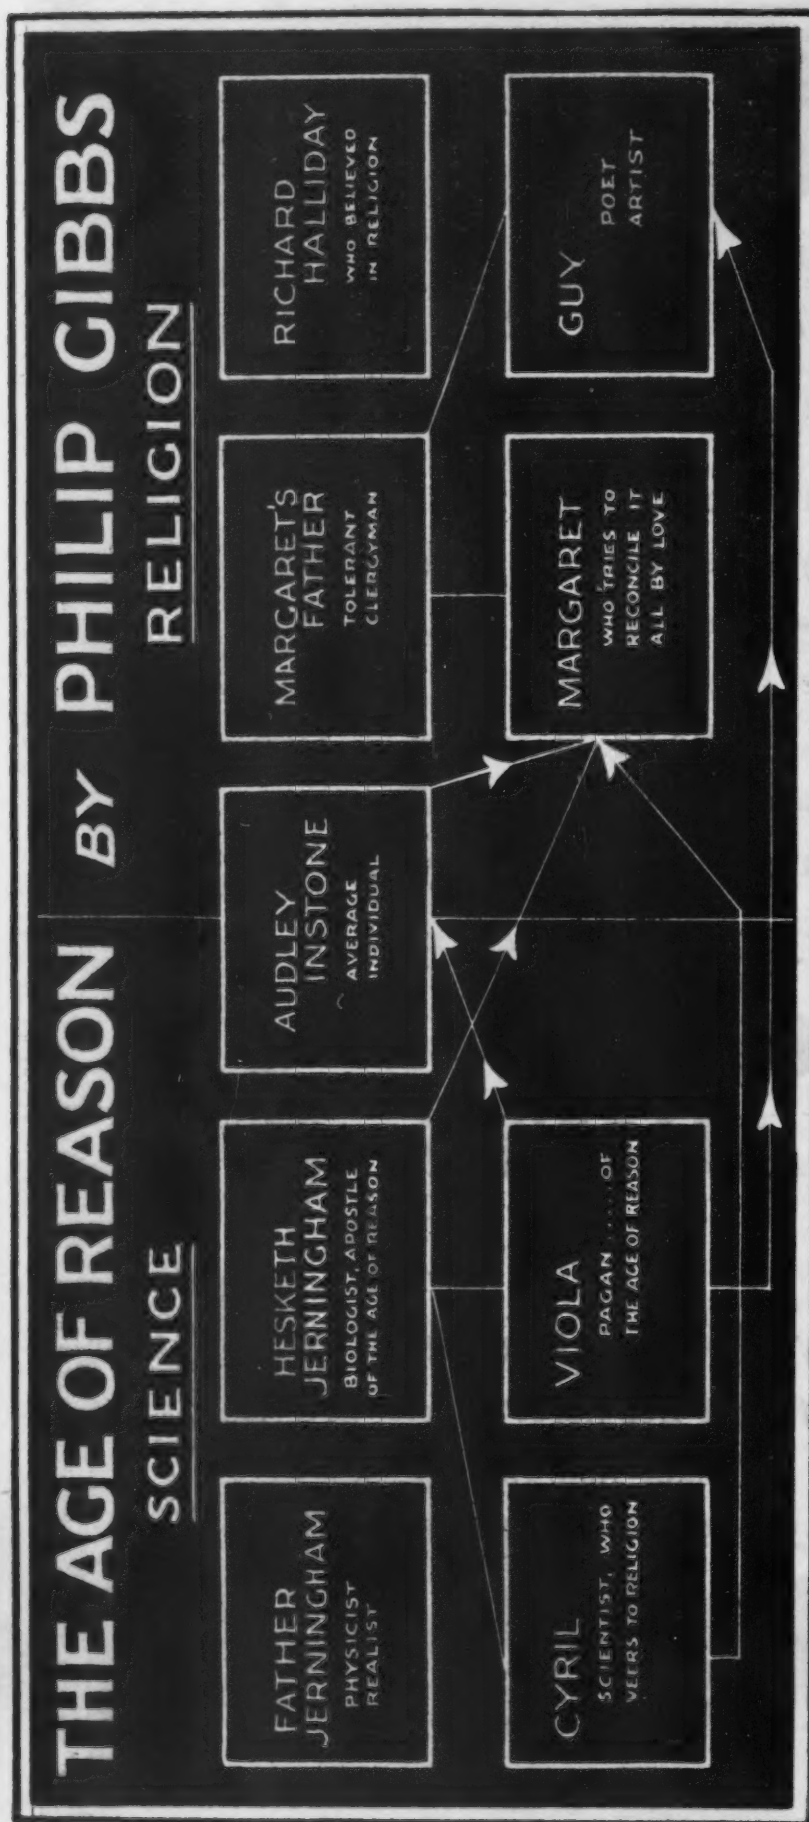 THE AGE OF REASON BY PHILIP GIBBS
SCIENCE
RELIGION
FATHER
JERNINGHAM
PHYSICIST
REALIST
HESKETH
JERNINGHAM
BIOLOGIST, APOSTLE
OF THE AGE OF REASON
AUDLEY
INSTONE
AVERAGE
INDIVIDUAL
MARGARET'S
FATHER
TOLERANT
CLERGYMAN
RICHARD
HALLIDAY
WHO BELIEVED
IN RELIGION
CYRIL
SCIENTIST, WHO
VEERS TO RELIGION
VIOLA
PAGAN.....OF
THE AGE OF REASON
MARGARET
WHO TRIES TO
RECONCILE IT
ALL BY LOVE
GUY
POET
ARTIST